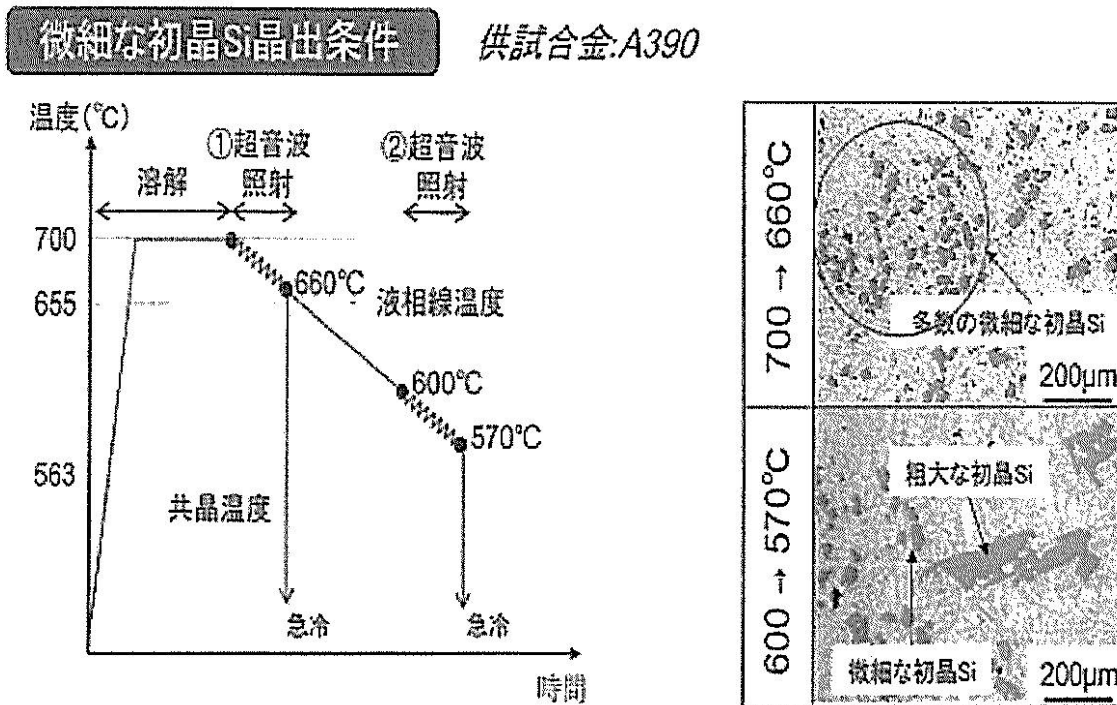 微細な初晶Si晶出条件
供試合金:A390
温度(℃)
①超音波
照射
②超音波
照射
溶解
700
655
563
660℃
液相線温度
600℃
570℃
共晶温度
急冷
急冷
時間
700 → 660℃
多数の微細な初晶Si
200μm
600 → 570℃
粗大な初晶Si
微細な初晶Si
200μm